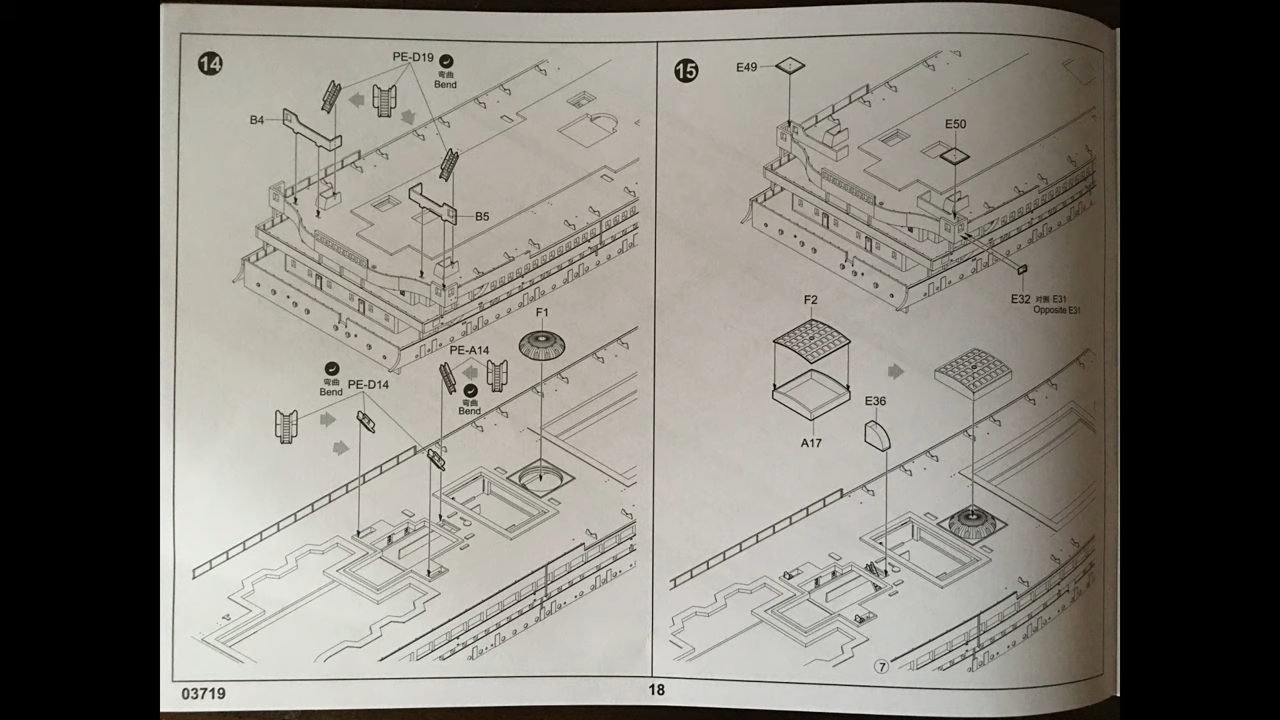 14
PE-D19
弯曲
Bend
B4
B5
F1
PE-A14
弯曲
Bend
弯曲
Bend
PE-D14
15
E49
E50
E32 对侧 E31
Opposite E31
F2
A17
E36
7
03719
18